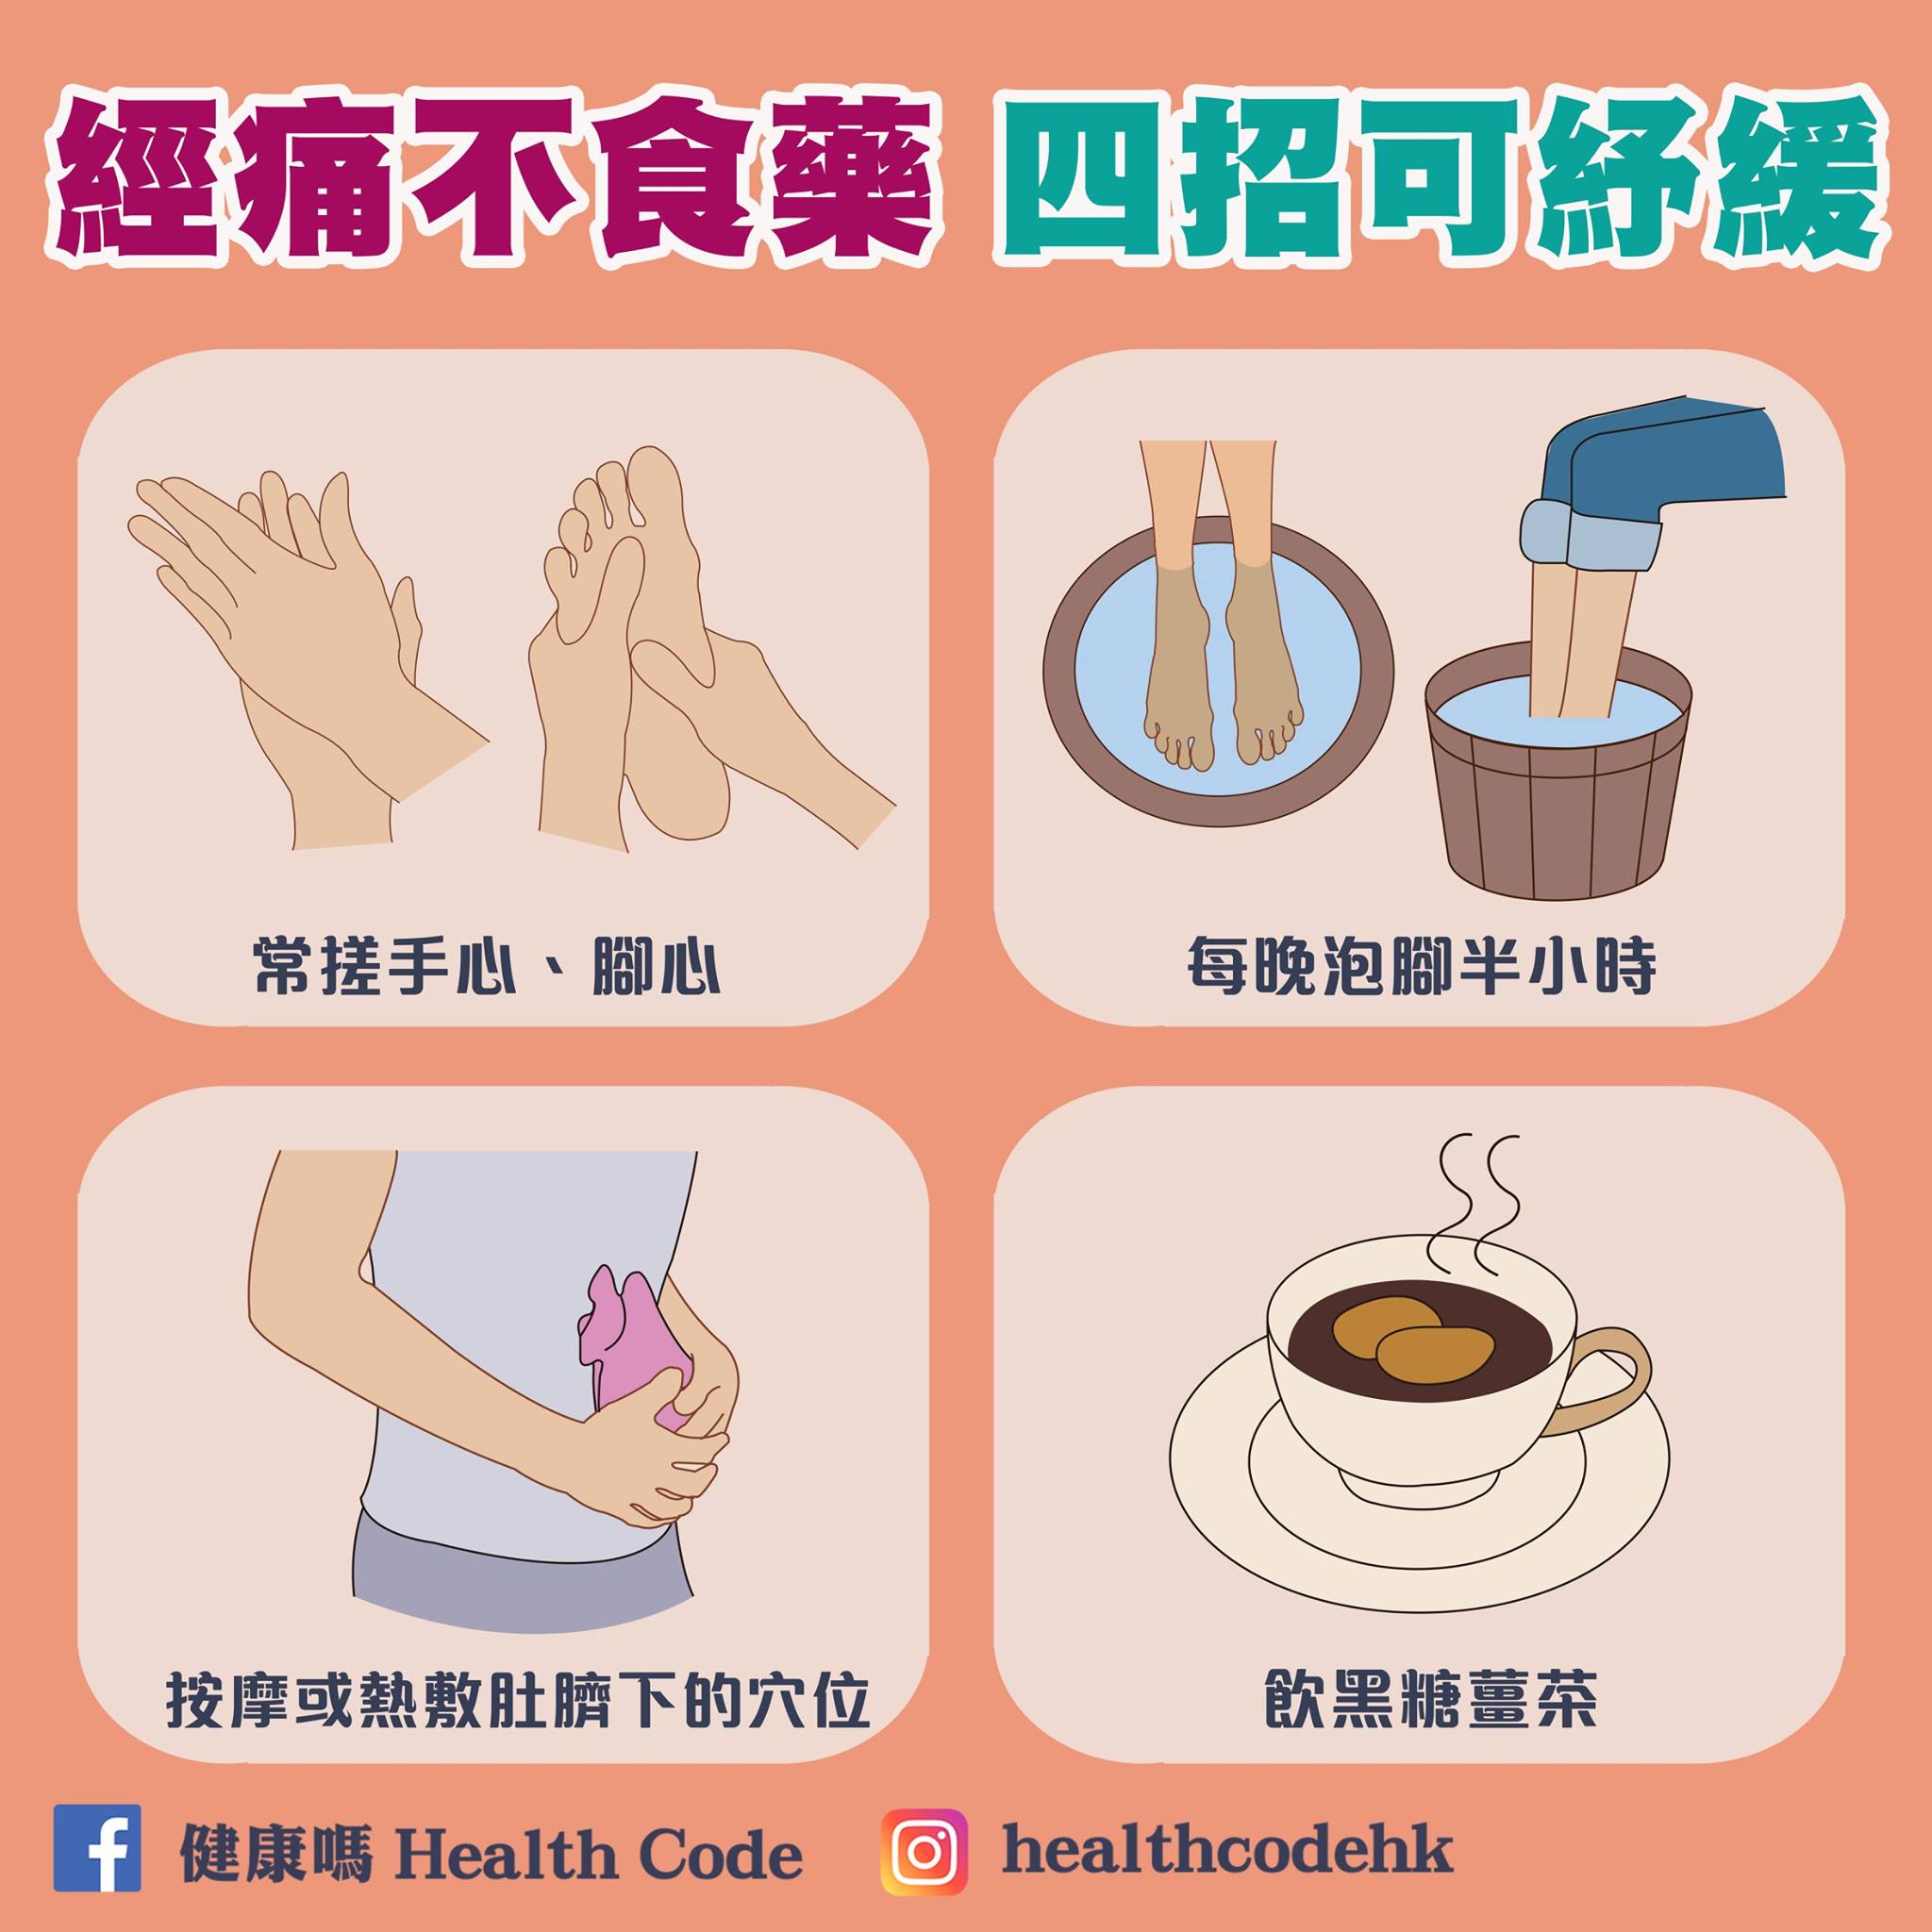 經痛不食藥 四招可紓緩
常搓手心、腳心
每晚泡腳半小時
按摩或熱敷肚臍下的穴位
飲黑糖薑茶
健康嗎 Health Code
healthcodehk